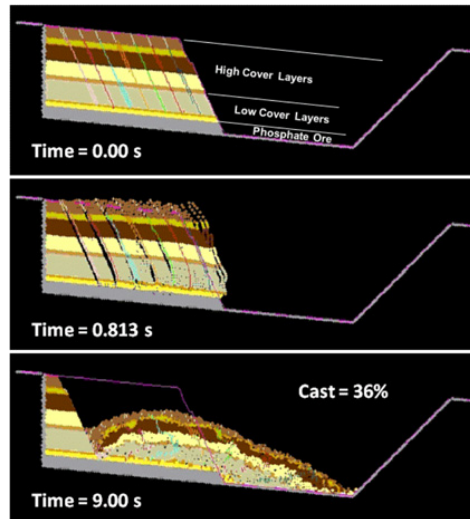 High Cover Layers
Low Cover Layers
Phosphate Ore
Time = 0.00 s
Time = 0.813 s
Cast = 36%
Time = 9.00 s